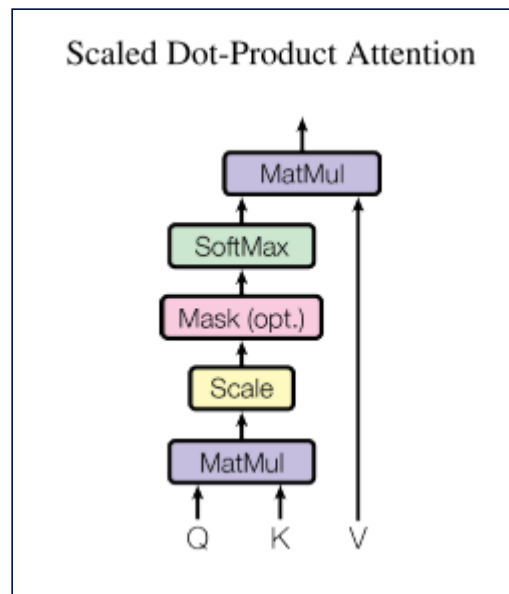 Scaled Dot-Product Attention
MatMul
SoftMax
Mask (opt.)
Scale
MatMul
Q K V